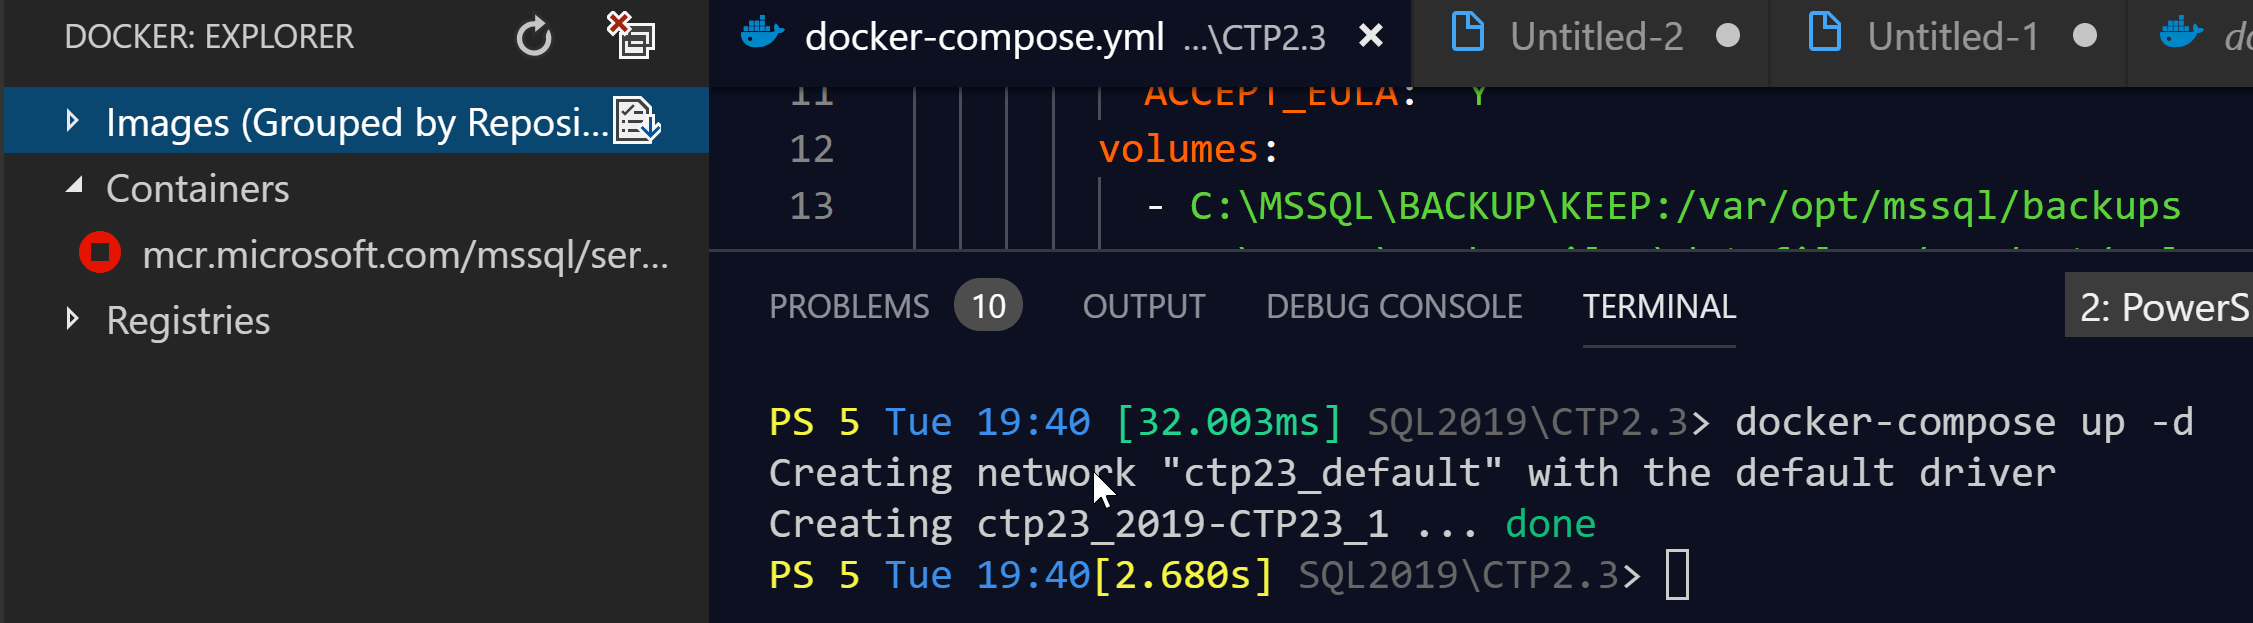 DOCKER: EXPLORER
Images (Grouped by Reposi...
Containers
mcr.microsoft.com/mssql/ser...
Registries
docker-compose.yml ...\CTP2.3
Untitled-2
Untitled-1
11 ACCEPT_EULA: Y
12 volumes:
13 - C:\MSSQL\BACKUP\KEEP:/var/opt/mssql/backups
PROBLEMS 10 OUTPUT DEBUG CONSOLE TERMINAL
2: PowerS
PS 5 Tue 19:40 [32.003ms] SQL2019\CTP2.3> docker-compose up -d
Creating network "ctp23_default" with the default driver
Creating ctp23_2019-CTP23_1 ... done
PS 5 Tue 19:40[2.680s] SQL2019\CTP2.3>